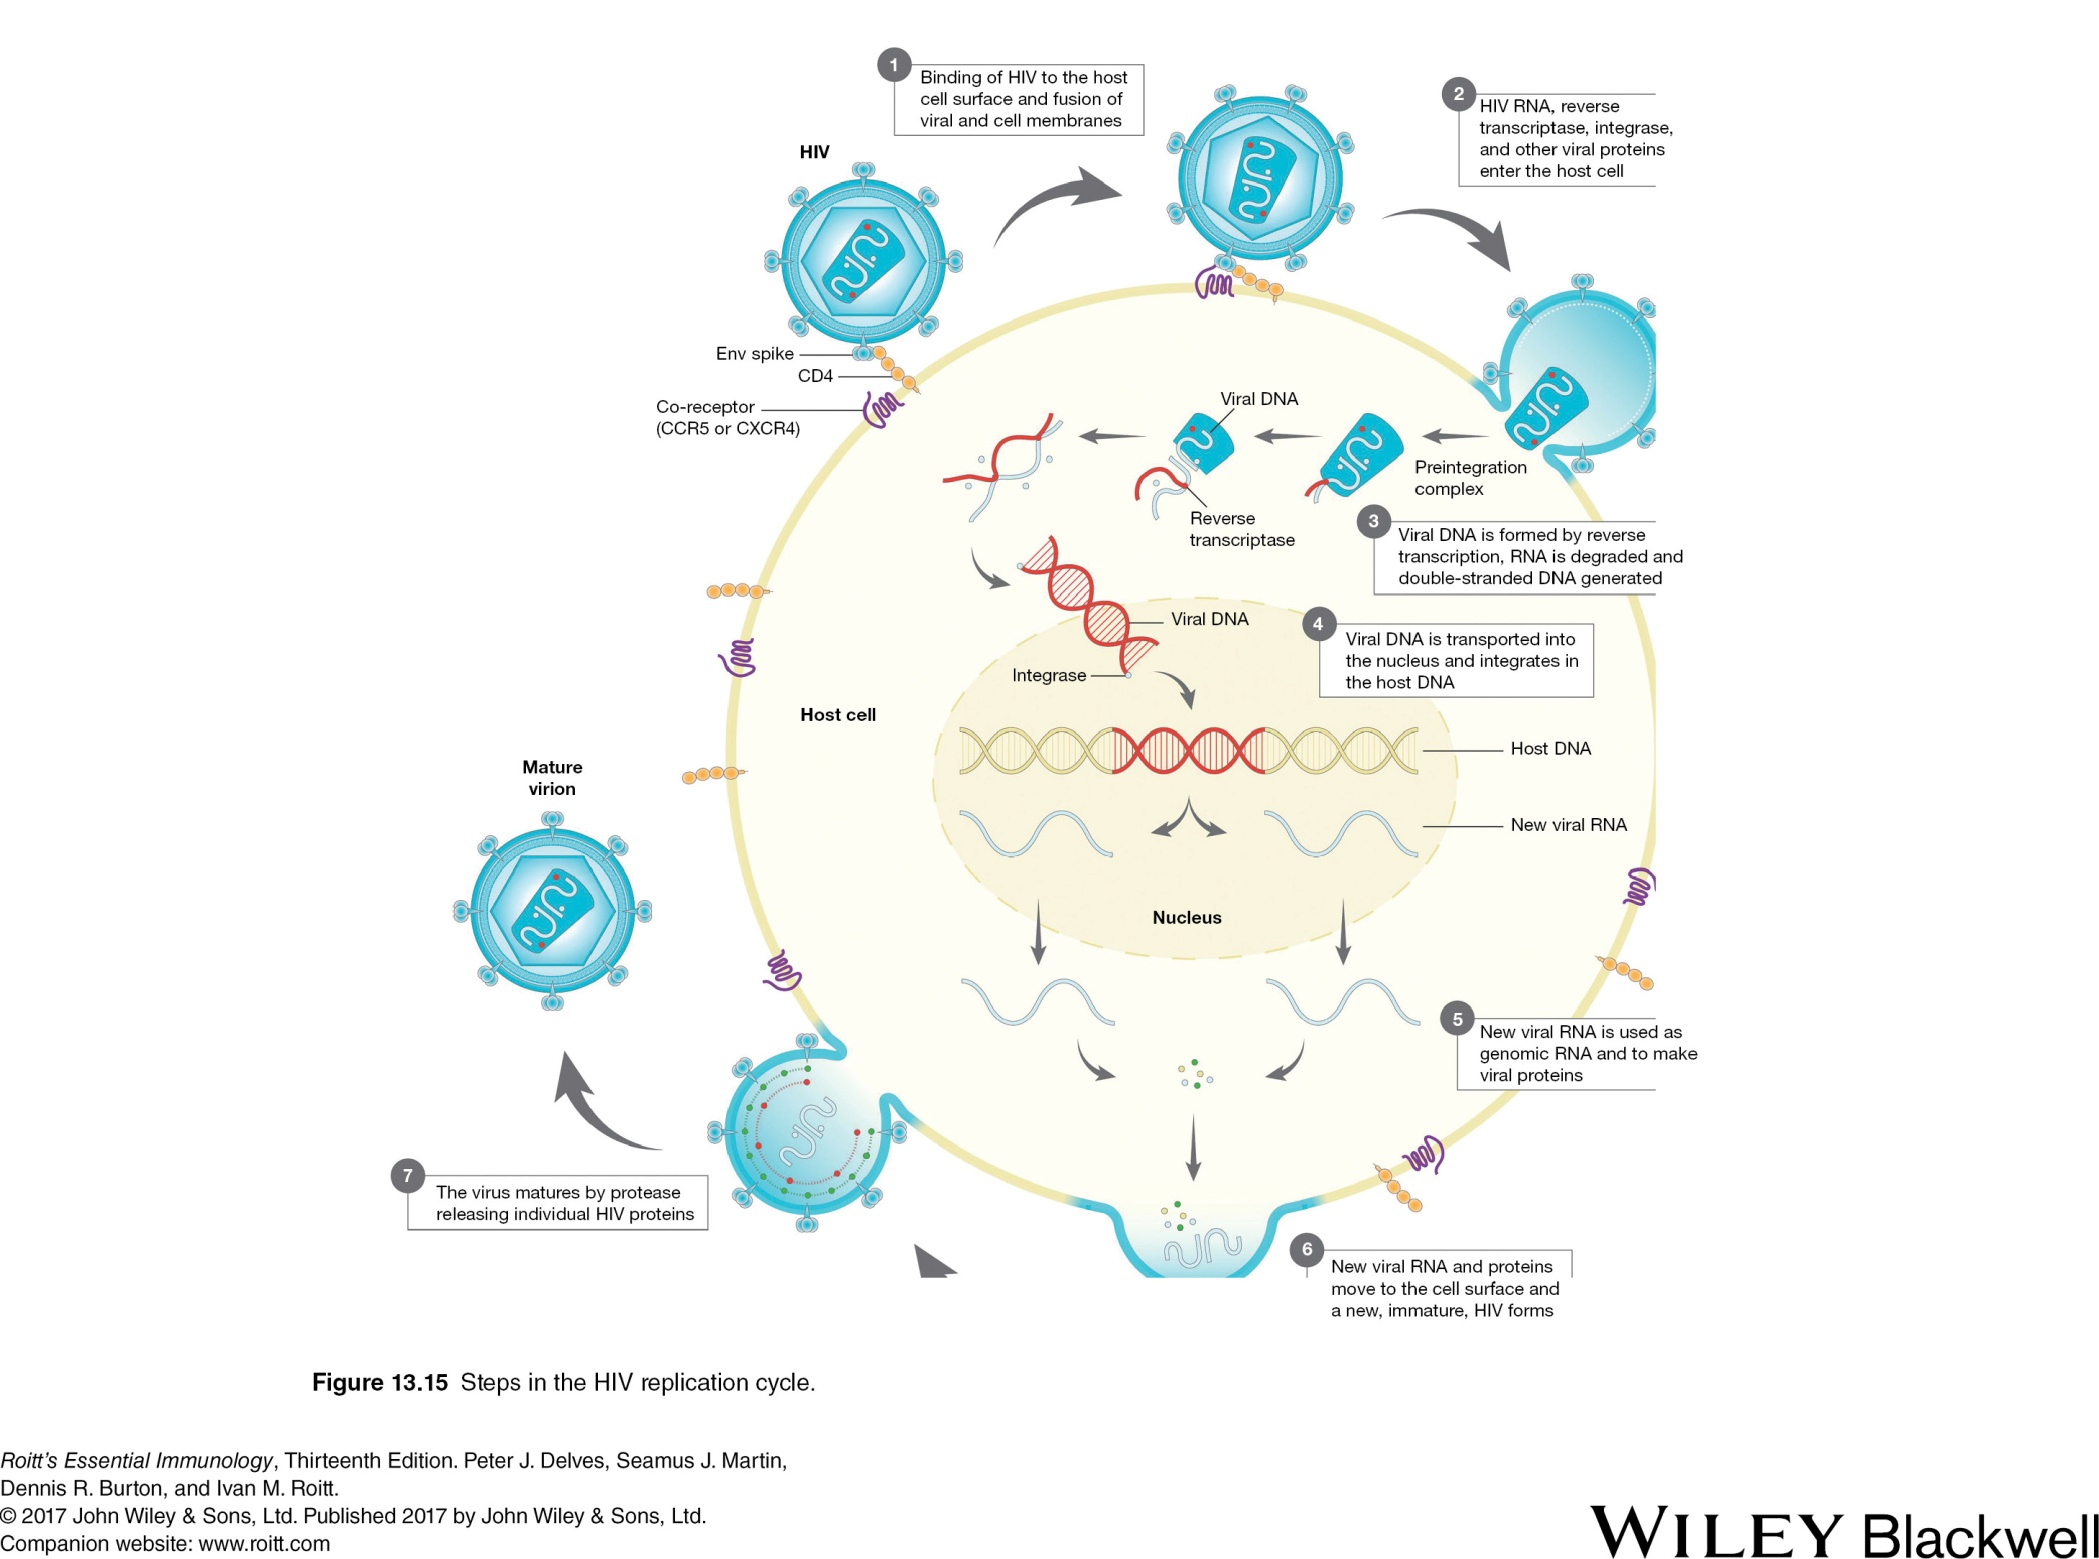 1
Binding of HIV to the host
cell surface and fusion of
viral and cell membranes
2
HIV RNA, reverse
transcriptase, integrase,
and other viral proteins
enter the host cell
HIV
Env spike
CD4
Co-receptor
(CCR5 or CXCR4)
Viral DNA
Preintegration
complex
Reverse
transcriptase
3
Viral DNA is formed by reverse
transcription, RNA is degraded and
double-stranded DNA generated
Viral DNA
Integrase
4
Viral DNA is transported into
the nucleus and integrates in
the host DNA
Host cell
Host DNA
New viral RNA
Nucleus
Mature
virion
5
New viral RNA is used as
genomic RNA and to make
viral proteins
7
The virus matures by protease
releasing individual HIV proteins
6
New viral RNA and proteins
move to the cell surface and
a new, immature, HIV forms
Figure 13.15 Steps in the HIV replication cycle.
Roitt’s Essential Immunology, Thirteenth Edition. Peter J. Delves, Seamus J. Martin,
Dennis R. Burton, and Ivan M. Roitt.
© 2017 John Wiley & Sons, Ltd. Published 2017 by John Wiley & Sons, Ltd.
Companion website: www.roitt.com
WILEY Blackwell